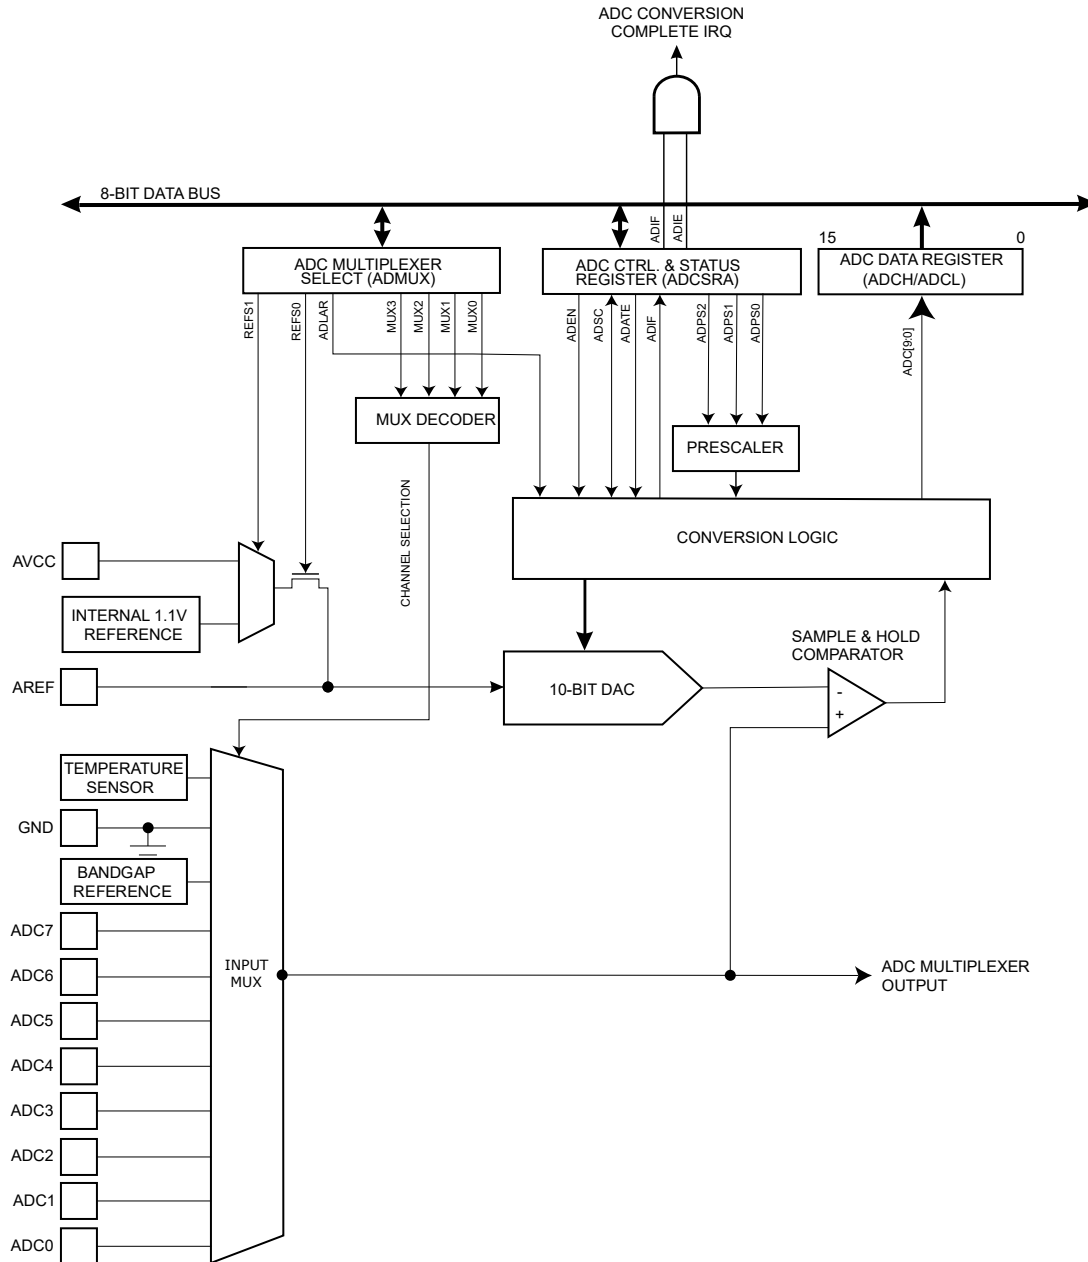 ADC CONVERSION
COMPLETE IRQ
8-BIT DATA BUS
ADIF
ADIE
15
0
ADC MULTIPLEXER
SELECT (ADMUX)
ADC CTRL. & STATUS
REGISTER (ADCSRA)
ADC DATA REGISTER
(ADCH/ADCL)
REFS1
REFS0
ADLAR
MUX3
MUX2
MUX1
MUX0
ADEN
ADSC
ADATE
ADIF
ADPS2
ADPS1
ADPS0
ADC[9:0]
MUX DECODER
PRESCALER
CHANNEL SELECTION
CONVERSION LOGIC
AVCC
INTERNAL 1.1V
REFERENCE
SAMPLE & HOLD
COMPARATOR
AREF
10-BIT DAC
-
+
TEMPERATURE
SENSOR
GND
BANDGAP
REFERENCE
ADC7
ADC6
INPUT
MUX
ADC MULTIPLEXER
OUTPUT
ADC5
ADC4
ADC3
ADC2
ADC1
ADC0